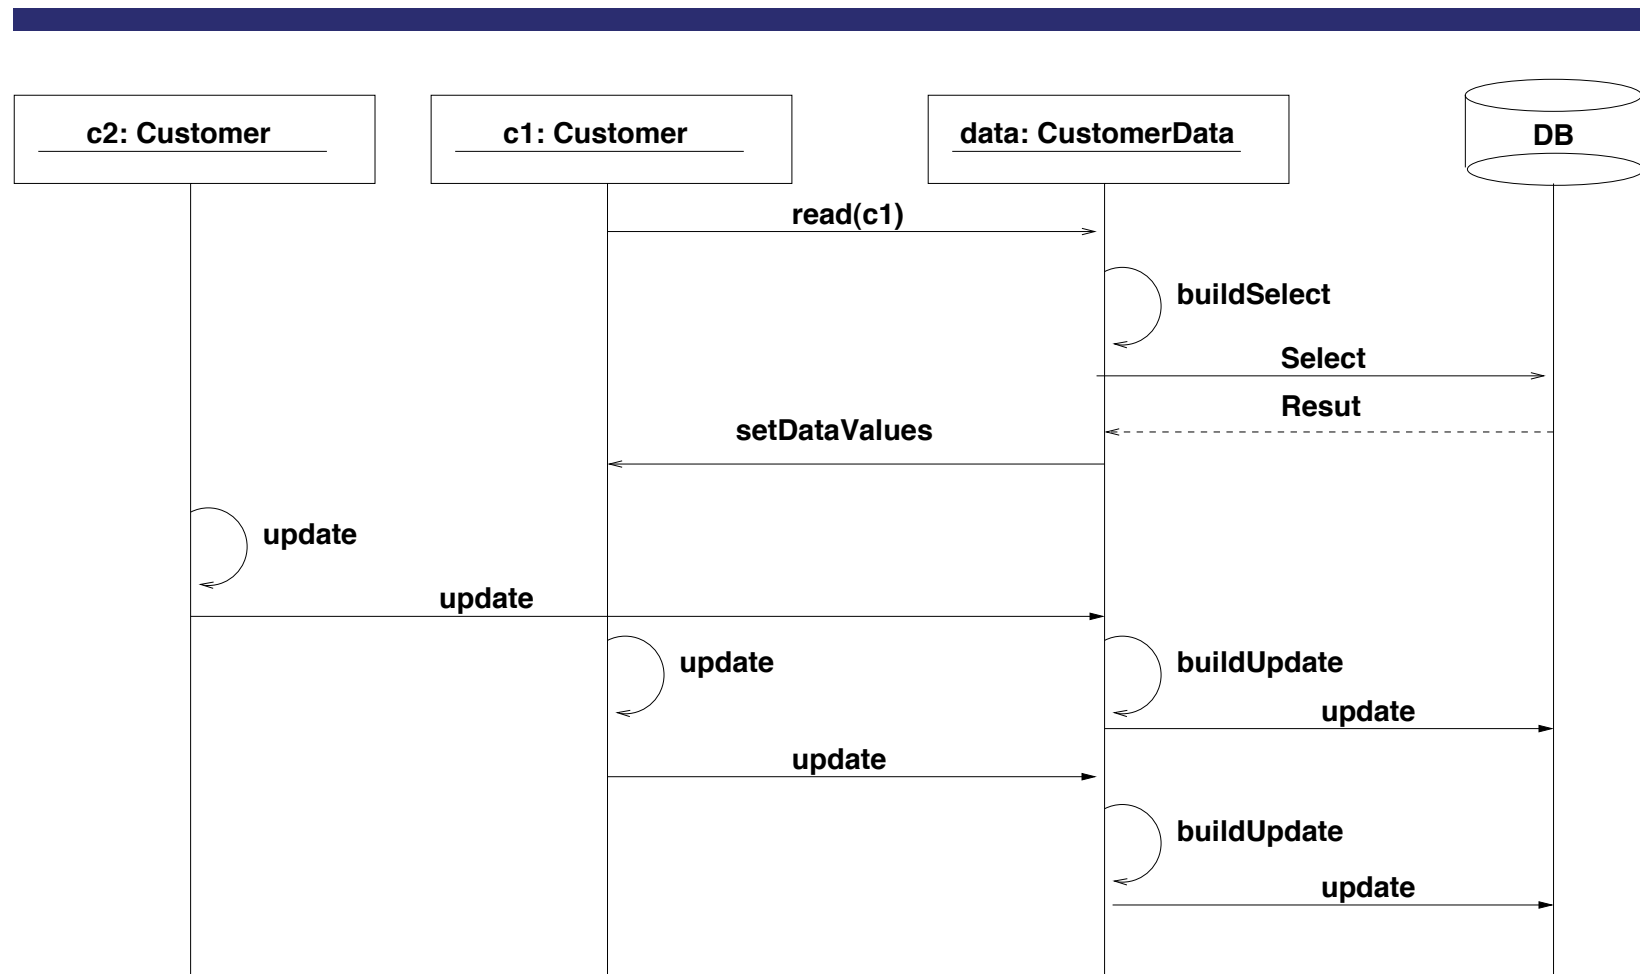 c2: Customer
c1: Customer
data: CustomerData
DB
read(c1)
buildSelect
Select
Resut
setDataValues
update
update
update
buildUpdate
update
update
buildUpdate
update